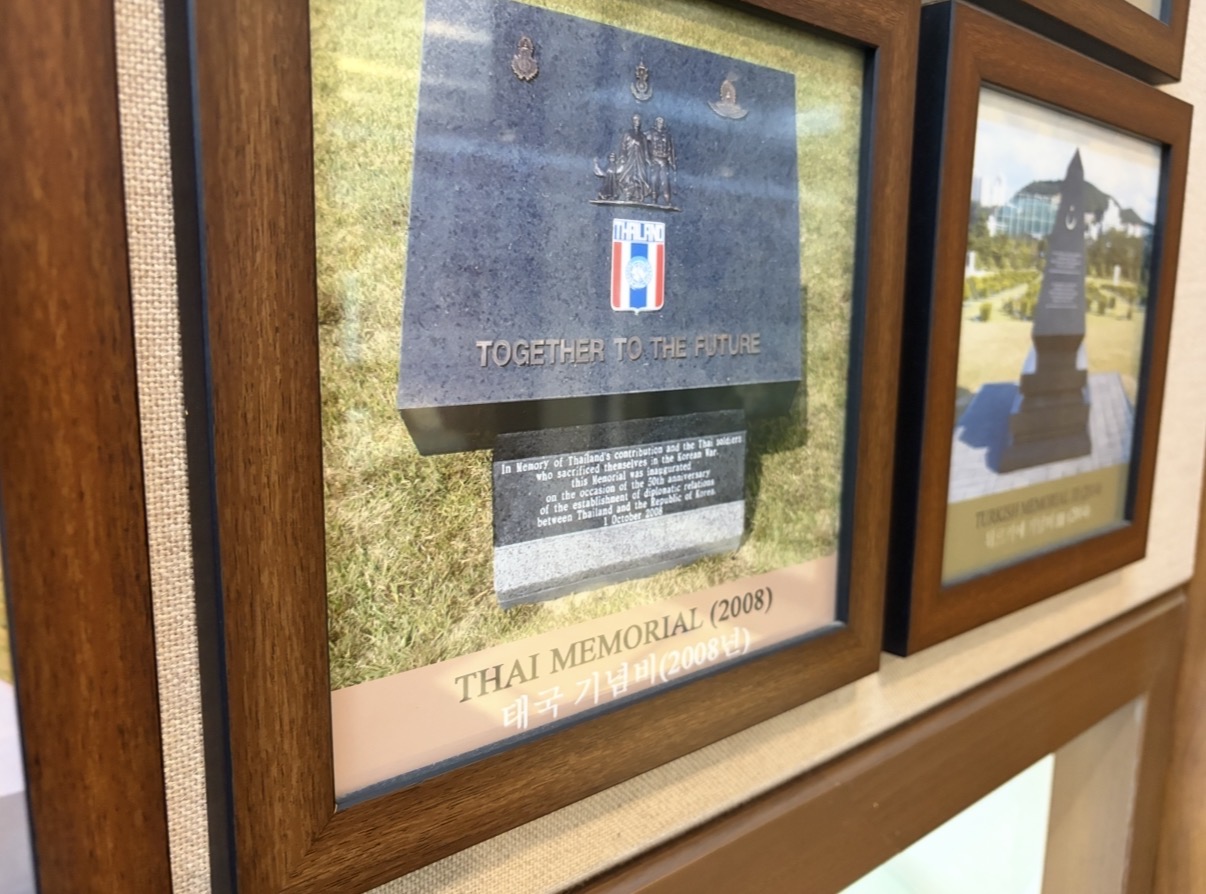 THAILAND
TOGETHER TO THE FUTURE
In Memory of Thailand's contribution and the Thai soldiers
who sacrificed themselves in the Korean War.
this Memorial was inaugurated
on the occasion of the 50th anniversary
of the establishment of diplomatic relations
between Thailand and the Republic of Korea.
1 October 2008
THAI MEMORIAL (2008)
태국 기념비(2008년)
TURKISH MEMORIAL